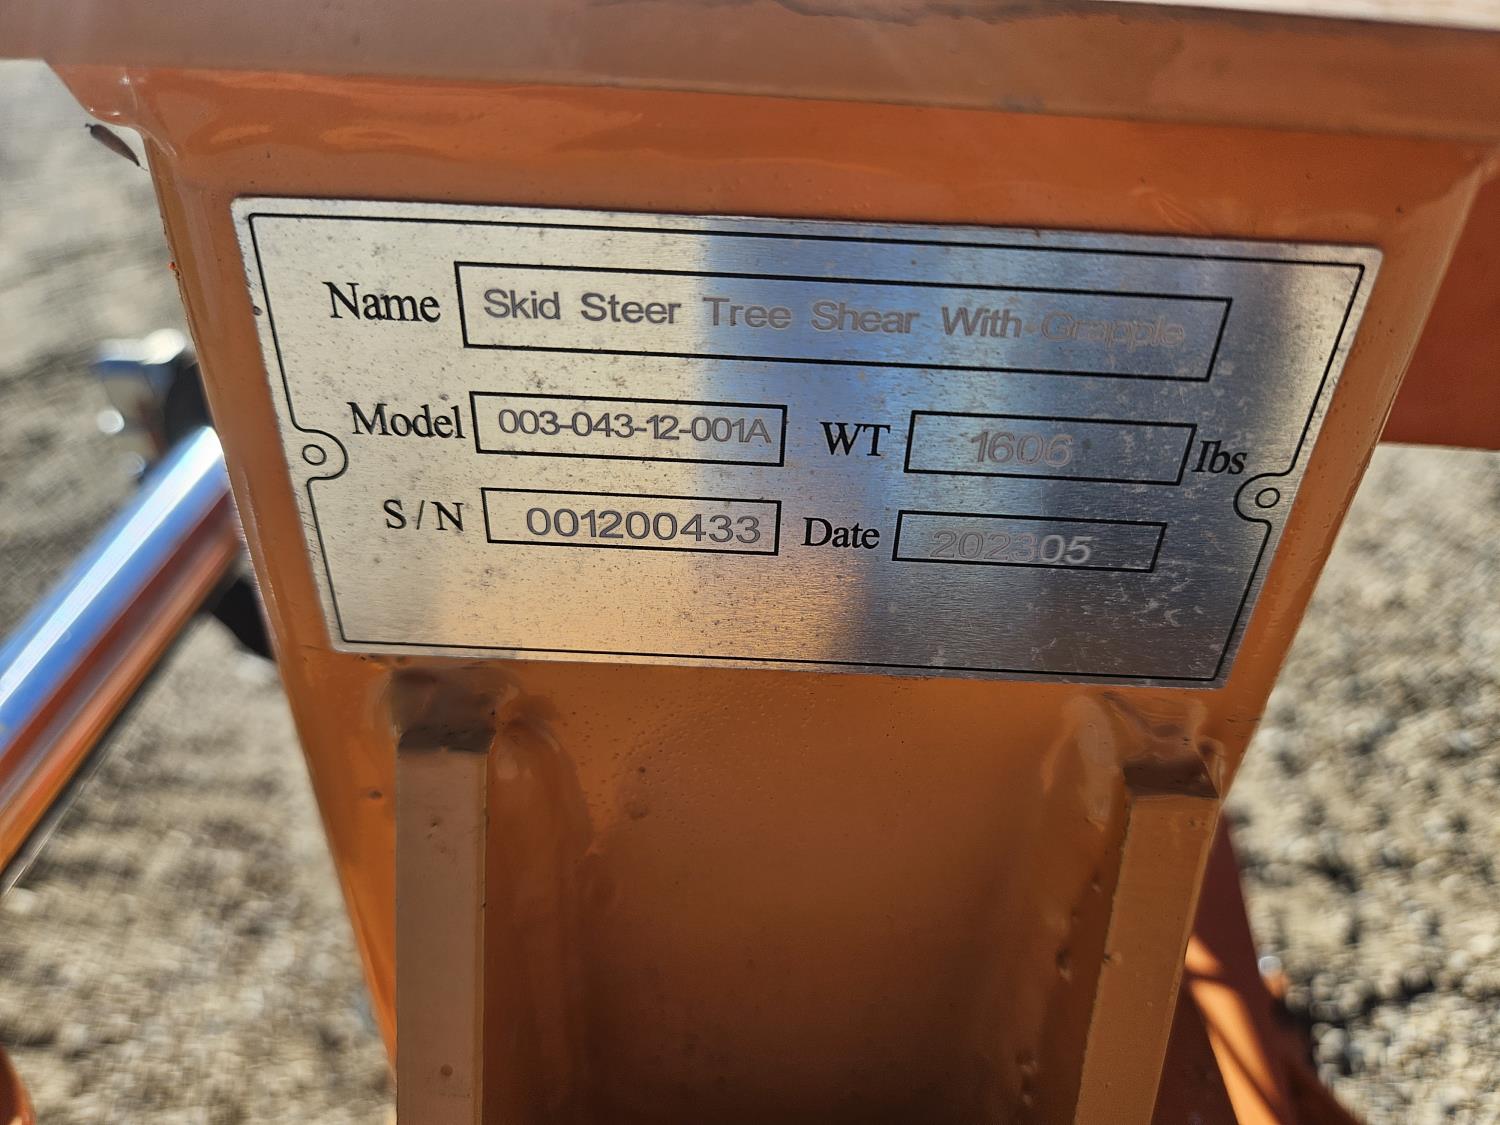 Name Skid Steer Tree Shear With Grapple
Model 003-043-12-001A WT 1606 lbs
S/N 001200433 Date 202305